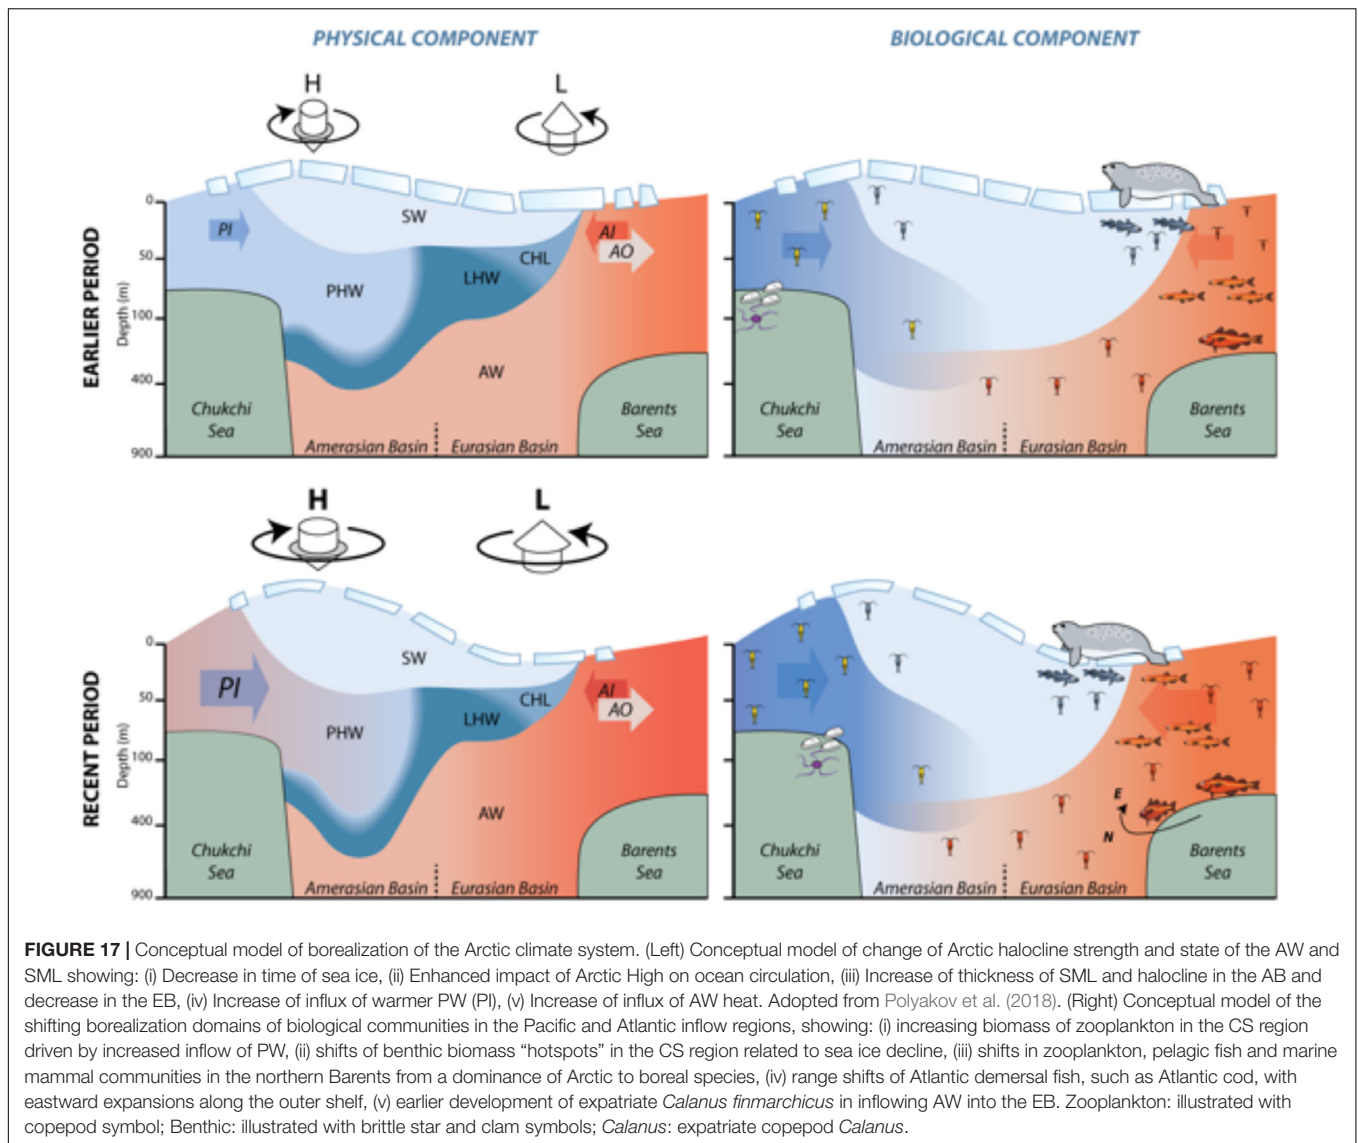 PHYSICAL COMPONENT
BIOLOGICAL COMPONENT
H
L
EARLIER PERIOD
Depth (m)
0
50
100
400
900
PI
SW
AI
AO
CHL
LHW
PHW
AW
Chukchi
Sea
Barents
Sea
Amerasian Basin
Eurasian Basin
Chukchi
Sea
Barents
Sea
Amerasian Basin
Eurasian Basin
H
L
RECENT PERIOD
Depth (m)
0
50
100
400
900
PI
SW
AI
AO
CHL
LHW
PHW
AW
Chukchi
Sea
Barents
Sea
Amerasian Basin
Eurasian Basin
E
N
Chukchi
Sea
Barents
Sea
Amerasian Basin
Eurasian Basin
FIGURE 17 | Conceptual model of borealization of the Arctic climate system. (Left) Conceptual model of change of Arctic halocline strength and state of the AW and
SML showing: (i) Decrease in time of sea ice, (ii) Enhanced impact of Arctic High on ocean circulation, (iii) Increase of thickness of SML and halocline in the AB and
decrease in the EB, (iv) Increase of influx of warmer PW (PI), (v) Increase of influx of AW heat. Adopted from Polyakov et al. (2018). (Right) Conceptual model of the
shifting borealization domains of biological communities in the Pacific and Atlantic inflow regions, showing: (i) increasing biomass of zooplankton in the CS region
driven by increased inflow of PW, (ii) shifts of benthic biomass “hotspots” in the CS region related to sea ice decline, (iii) shifts in zooplankton, pelagic fish and marine
mammal communities in the northern Barents from a dominance of Arctic to boreal species, (iv) range shifts of Atlantic demersal fish, such as Atlantic cod, with
eastward expansions along the outer shelf, (v) earlier development of expatriate Calanus finmarchicus in inflowing AW into the EB. Zooplankton: illustrated with
copepod symbol; Benthic: illustrated with brittle star and clam symbols; Calanus: expatriate copepod Calanus.